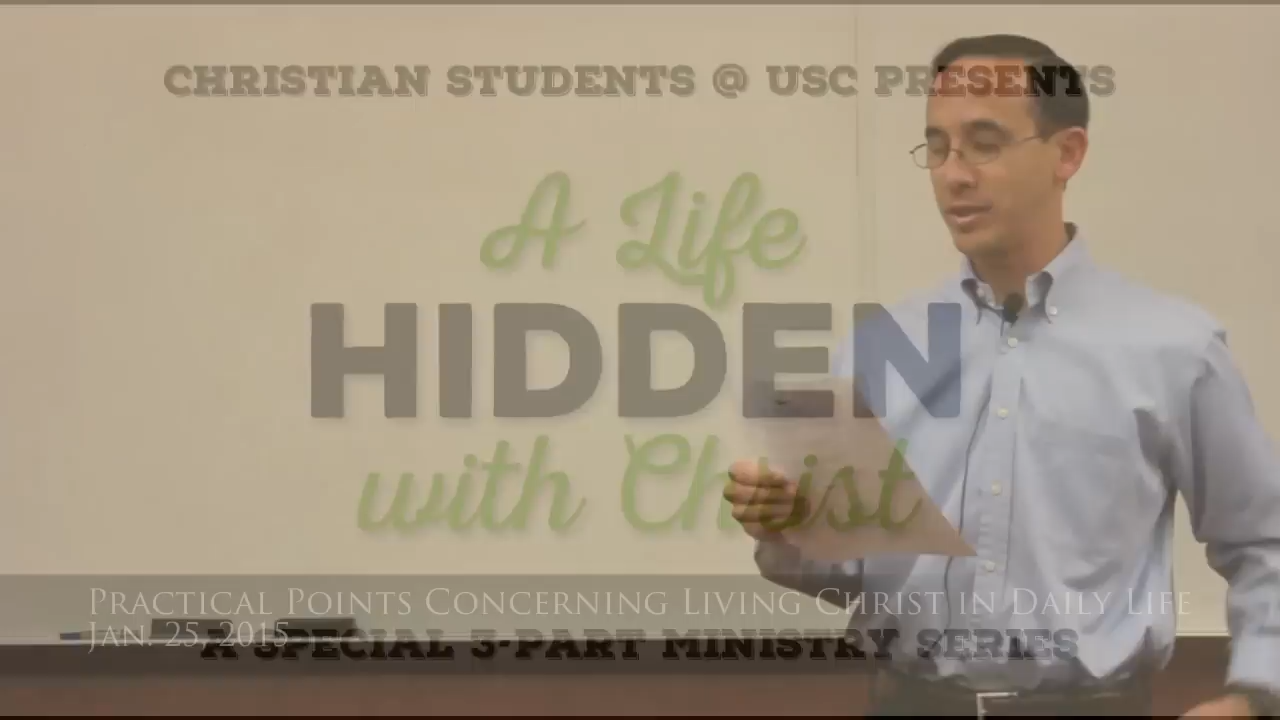 CHRISTIAN STUDENTS @ USC PRESENTS
A Life
HIDDEN
with Christ
PRACTICAL POINTS CONCERNING LIVING CHRIST IN DAILY LIFE
JAN. 25, 2015
A SPECIAL 3-PART MINISTRY SERIES